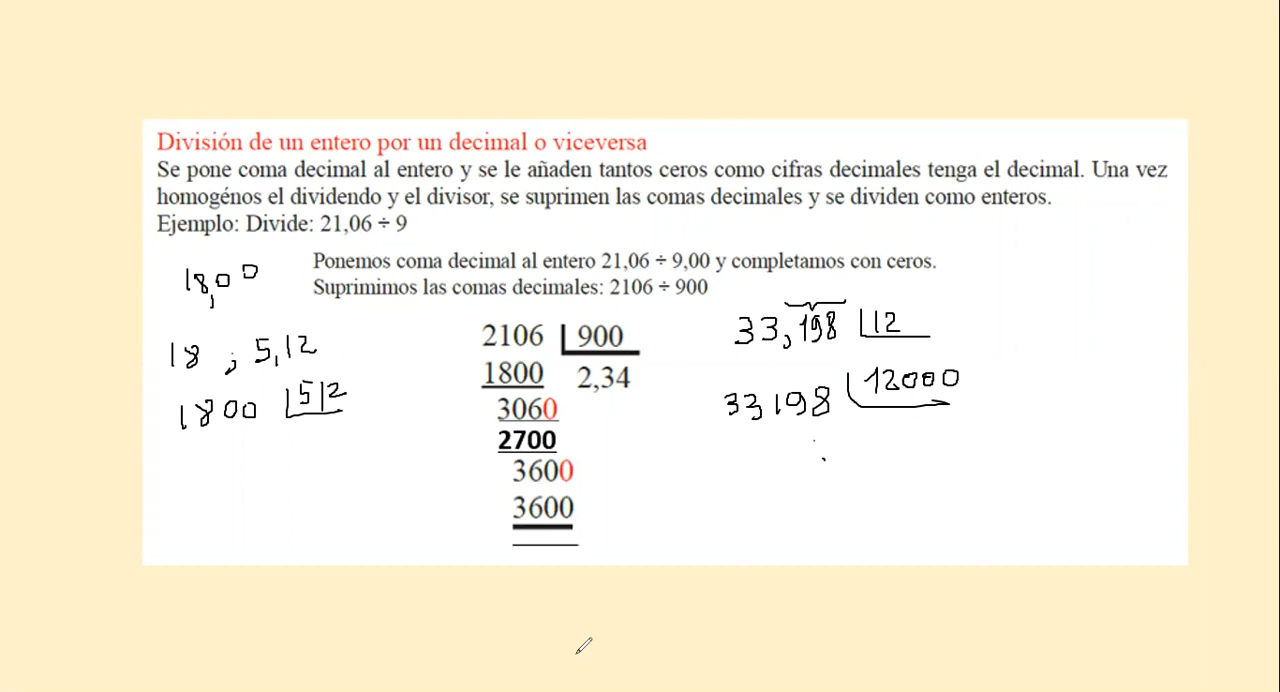 División de un entero por un decimal o viceversa
Se pone coma decimal al entero y se le añaden tantos ceros como cifras decimales tenga el decimal. Una vez
homogénos el dividendo y el divisor, se suprimen las comas decimales y se dividen como enteros.
Ejemplo: Divide: 21,06 ÷ 9
Ponemos coma decimal al entero 21,06 ÷ 9,00 y completamos con ceros.
Suprimimos las comas decimales: 2106 ÷ 900
18,00
18 ; 5,12
1800 512
2106 900
1800 2,34
3060
2700
3600
3600
33,198 12
33198 12000